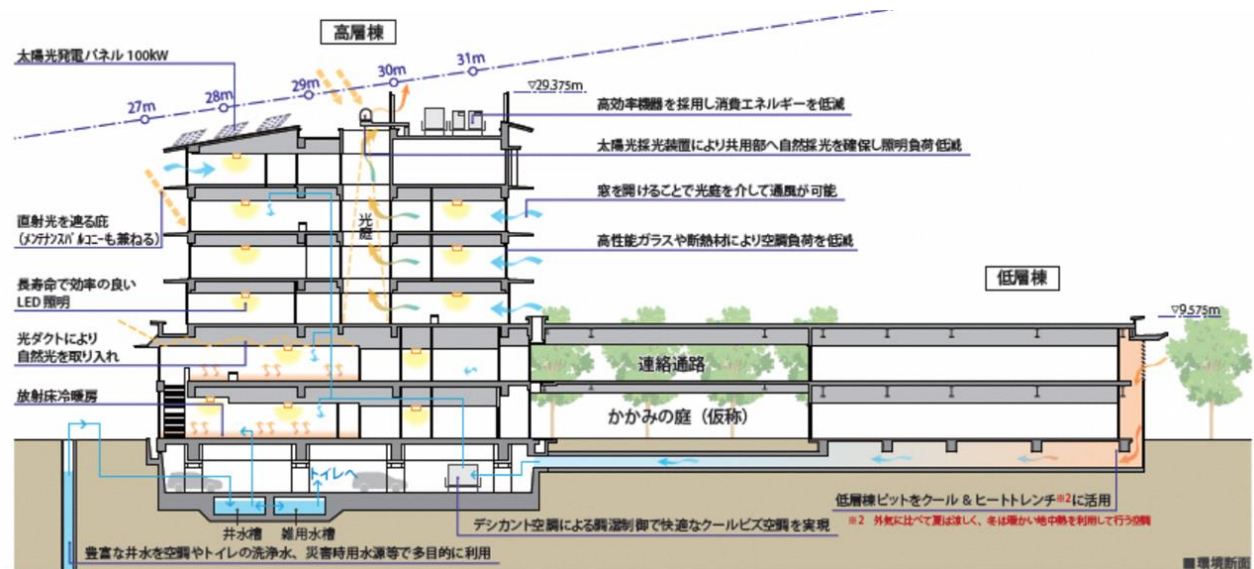 高層棟
太陽光発電パネル 100kW
27m
28m
29m
30m
31m
▽29.375m
高効率機器を採用し消費エネルギーを低減
太陽光採光装置により共用部へ自然採光を確保し照明負荷低減
窓を開けることで光庭を介して通風が可能
光庭
直射光を遮る庇
(メンテナンスバルコニーも兼ねる)
高性能ガラスや断熱材により空調負荷を低減
低層棟
長寿命で効率の良い
LED 照明
▽9.575m
光ダクトにより
自然光を取り入れ
連絡通路
放射床冷暖房
かかみの庭（仮称）
トイレへ
低層棟ピットをクール & ヒートトレンチ※2に活用
※2 外気に比べて夏は涼しく、冬は暖かい地中熱を利用して行う空調
井水槽
雑用水槽
デシカント空調による調湿制御で快適なクールビズ空調を実現
豊富な井水を空調やトイレの洗浄水、災害時用水源等で多目的に利用
■環境断面